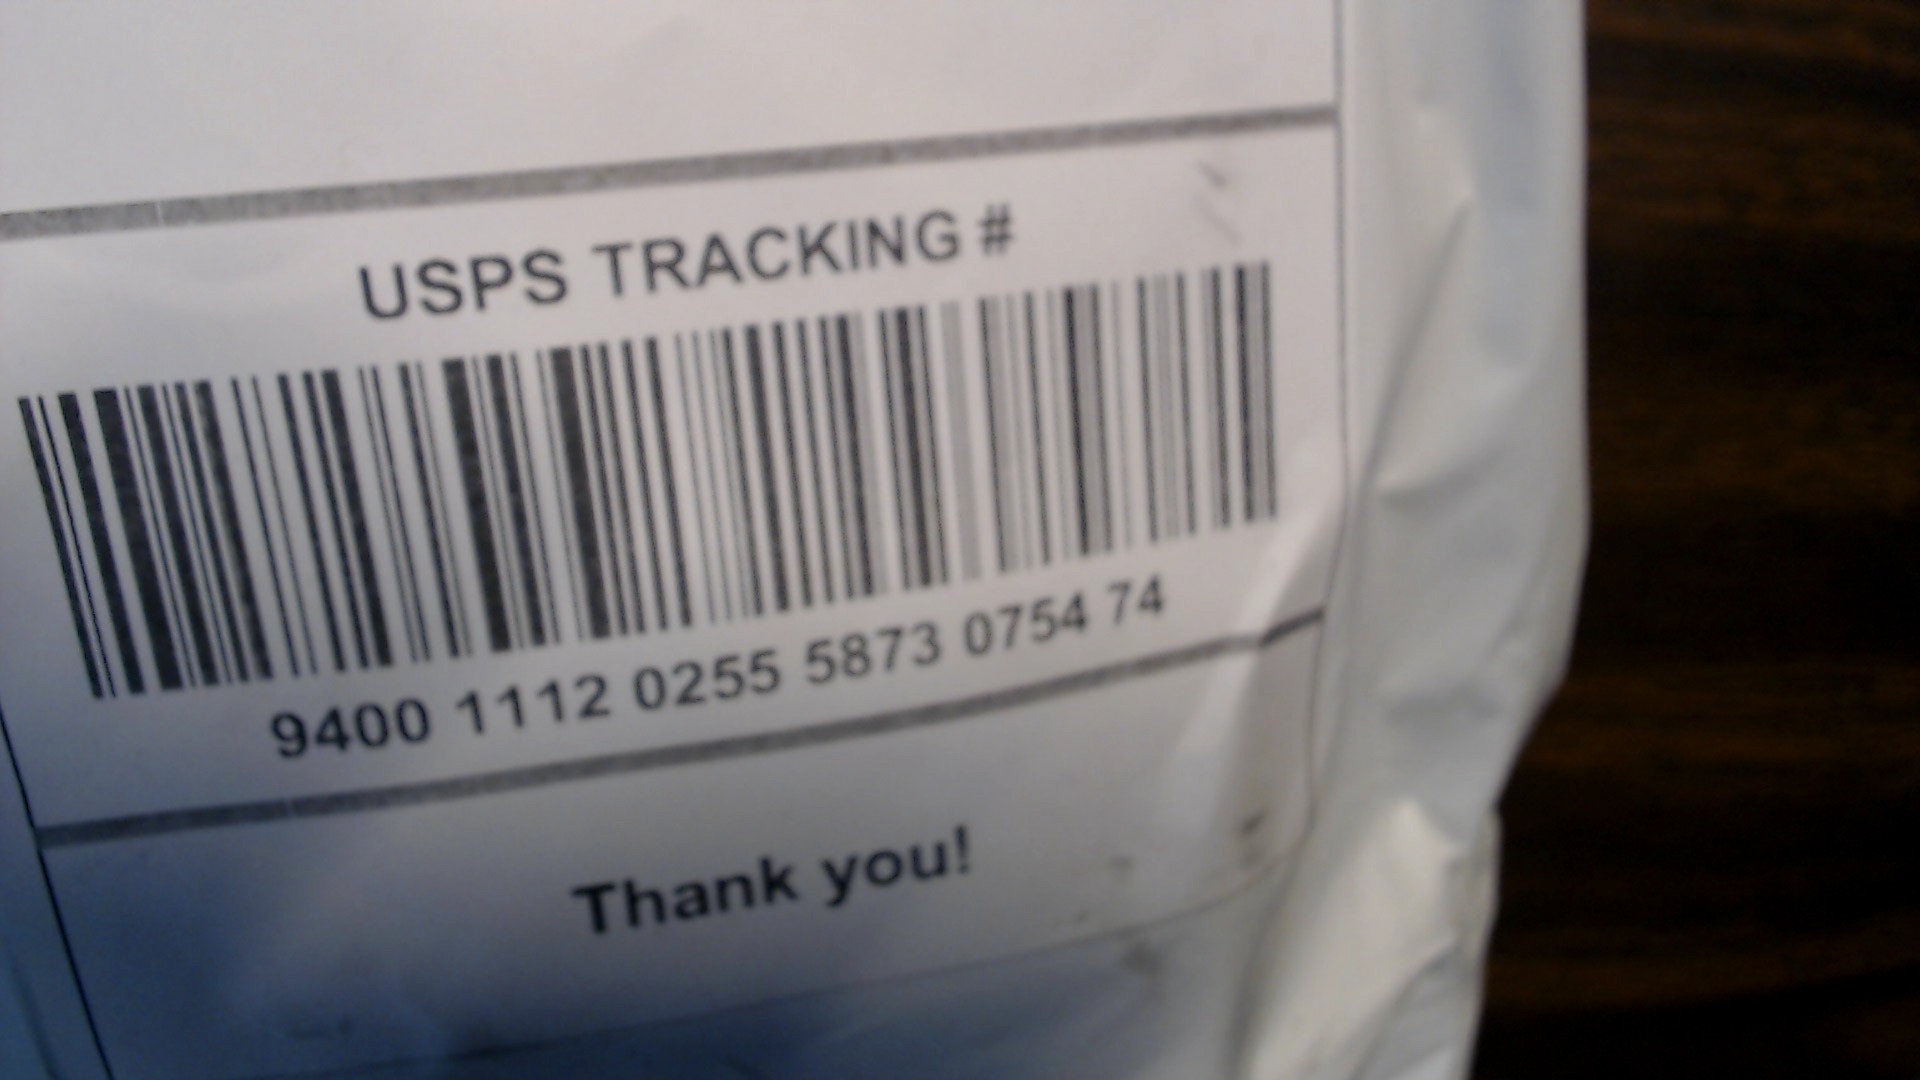 USPS TRACKING #
9400 1112 0255 5873 0754 74
Thank you!